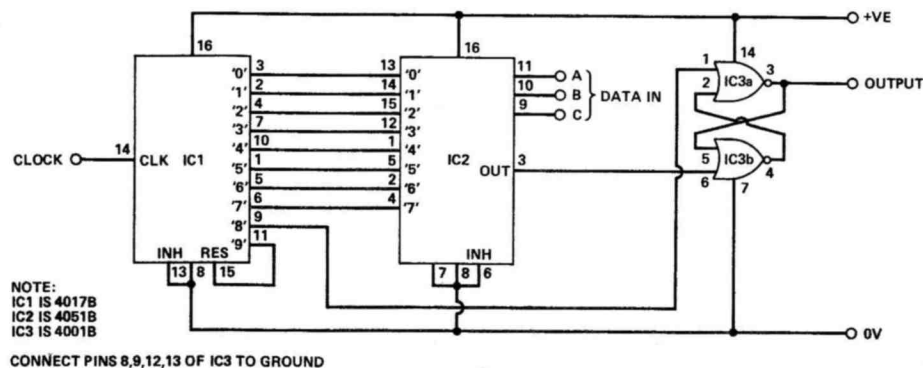 +VE
16
16
14
3
13
'0'
'0'
11
A
1
3
2
14
'1'
'1'
10
B
DATA IN
2
IC3a
OUTPUT
4
15
'2'
'2'
9
C
7
12
'3'
'3'
CLOCK
14
CLK
IC1
10
1
'4'
'4'
IC2
1
5
'5'
'5'
OUT
3
5
IC3b
5
2
'6'
'6'
6
4
6
4
'7'
'7'
7
9
'8'
11
'9'
INH
RES
INH
13
8
15
7
8
6
NOTE:
IC1 IS 4017B
IC2 IS 4051B
IC3 IS 4001B
0V
CONNECT PINS 8,9,12,13 OF IC3 TO GROUND